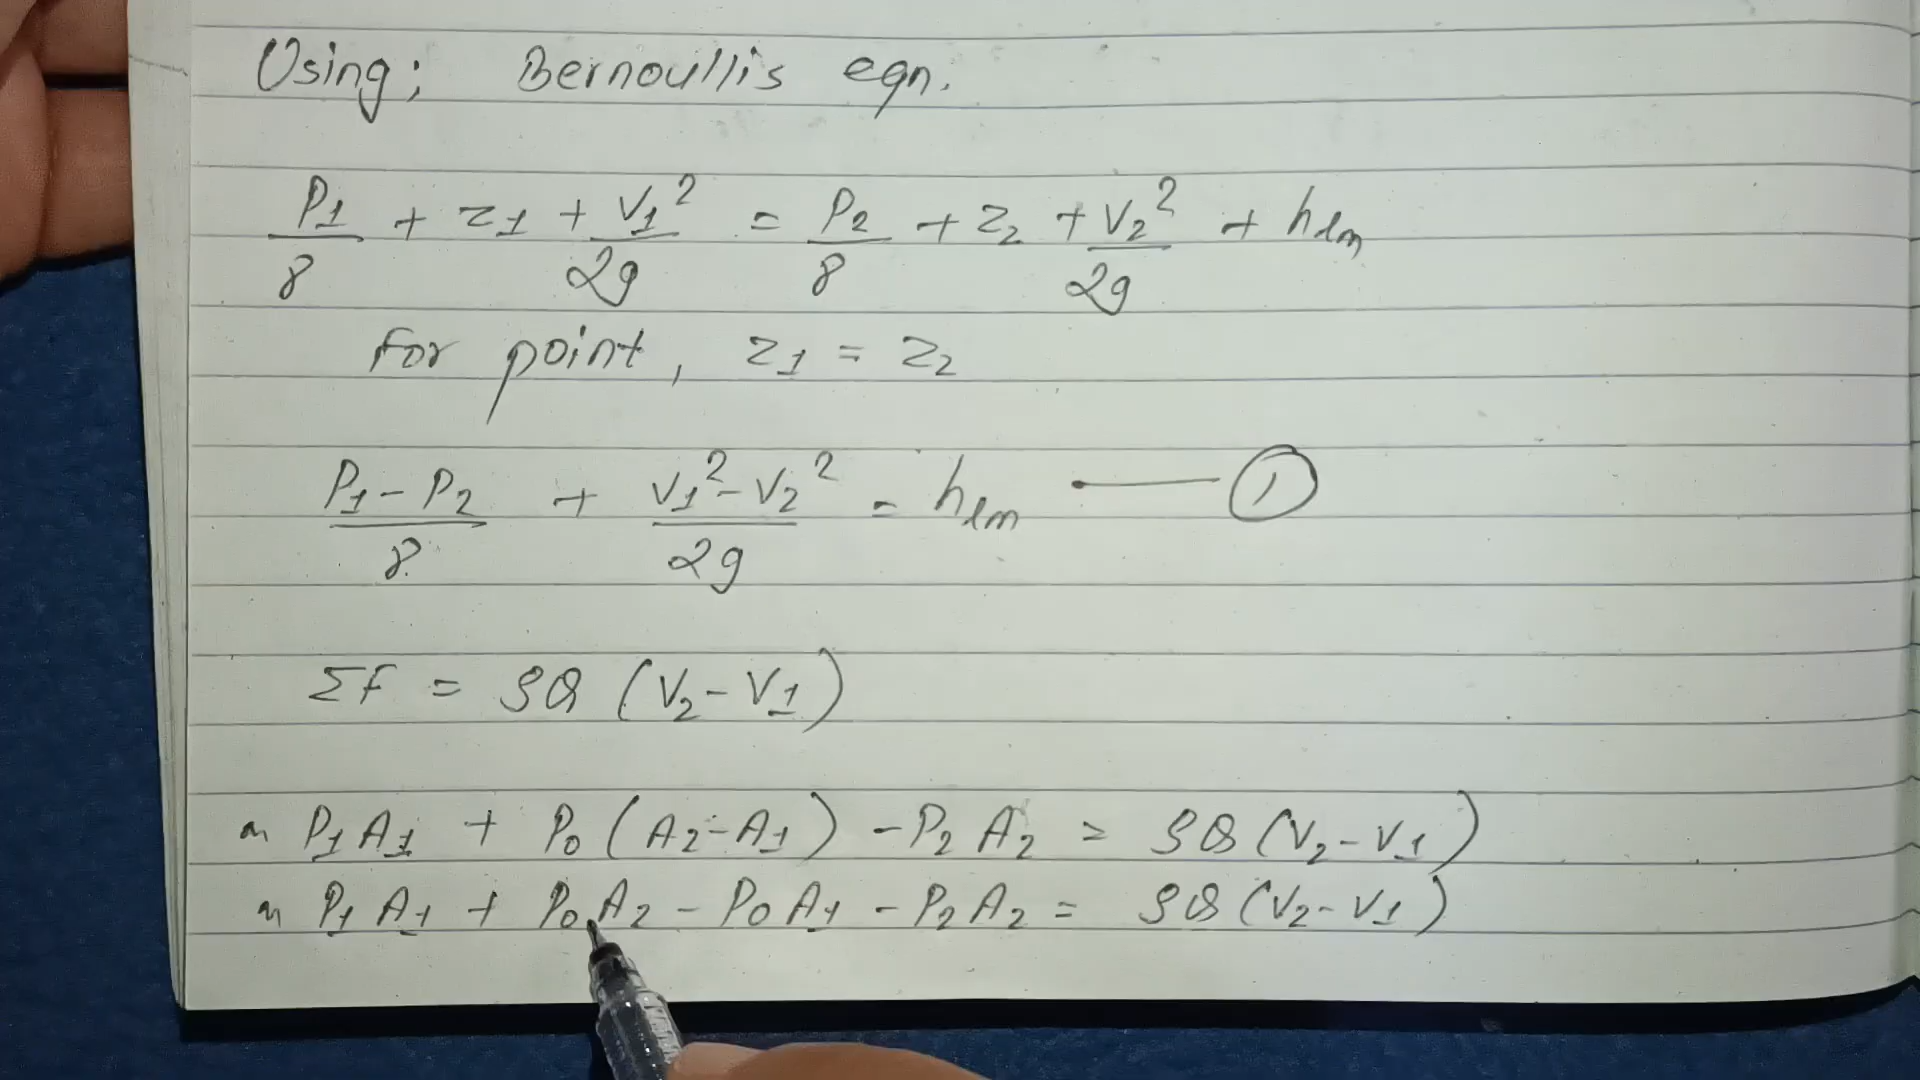 Using; Bernoullis eqn.
P₁/γ + z₁ + V₁²/2g = P₂/γ + z₂ + V₂²/2g + hₗₘ
for point, z₁ = z₂
P₁ - P₂/γ + V₁² - V₂²/2g = hₗₘ — ①
ΣF = ρQ (V₂ - V₁)
n P₁A₁ + P₀ (A₂ - A₁) - P₂A₂ = ρQ (V₂ - V₁)
n P₁A₁ + P₀A₂ - P₀A₁ - P₂A₂ = ρQ (V₂ - V₁)